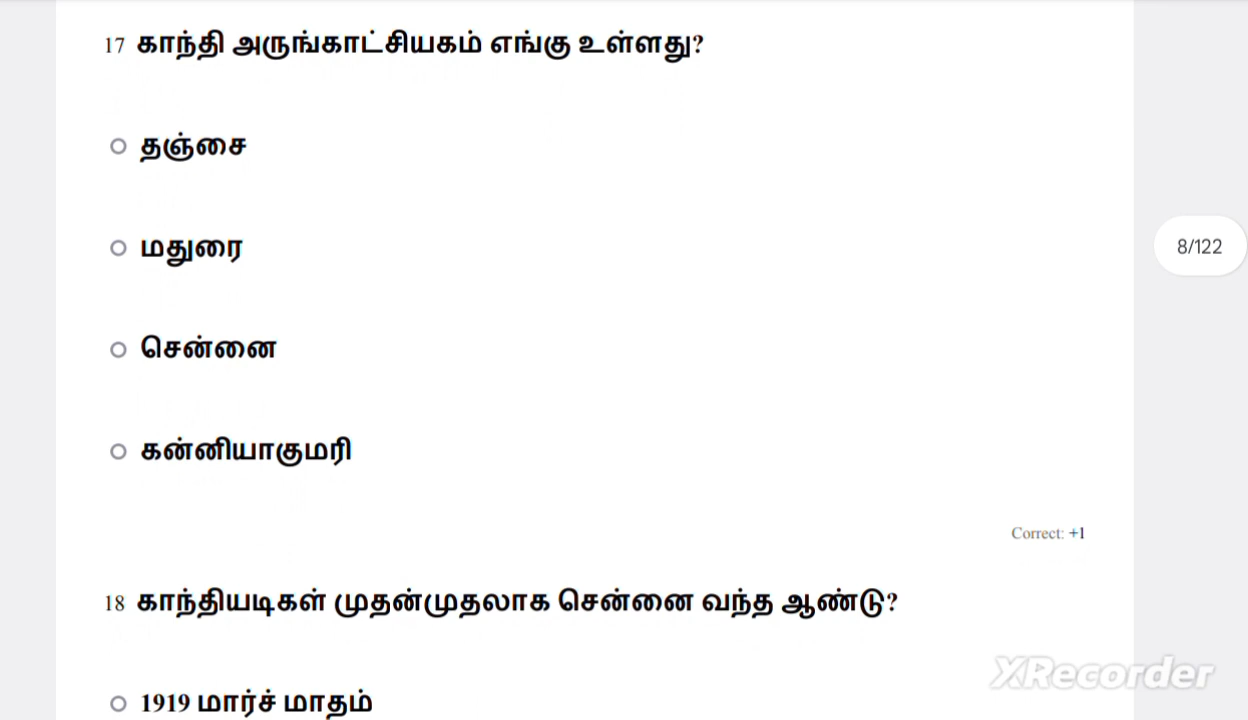 17 காந்தி அருங்காட்சியகம் எங்கு உள்ளது?
தஞ்சை
மதுரை
8/122
சென்னை
கன்னியாகுமரி
Correct: +1
18 காந்தியடிகள் முதன்முதலாக சென்னை வந்த ஆண்டு?
XRecorder
1919 மார்ச் மாதம்